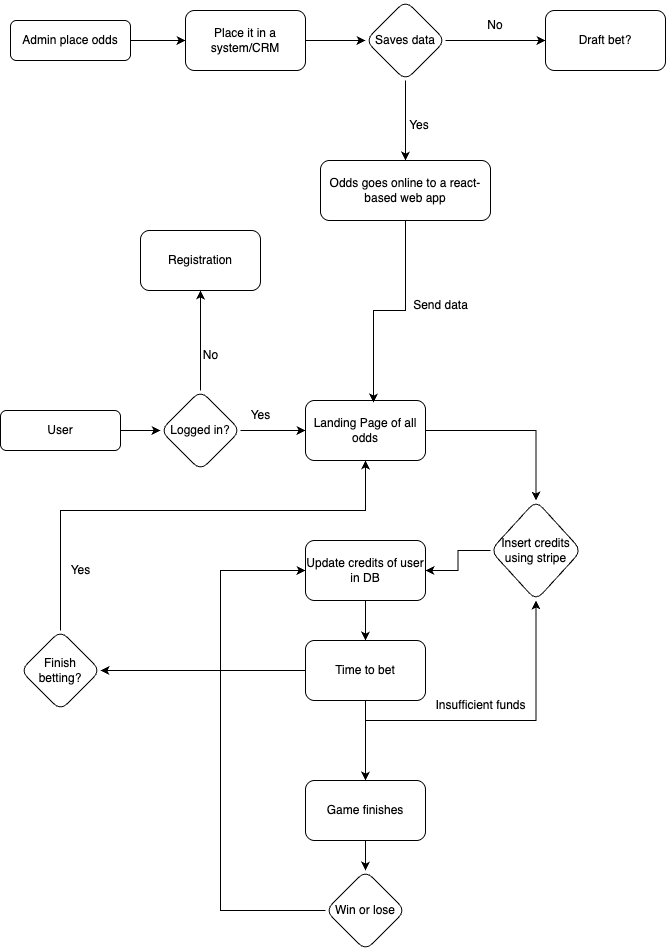 Admin place odds
Place it in a
system/CRM
Saves data
No
Draft bet?
Yes
Odds goes online to a react-
based web app
Registration
Send data
No
User
Logged in?
Yes
Landing Page of all
odds
Insert credits
using stripe
Update credits of user
in DB
Yes
Finish
betting?
Time to bet
Insufficient funds
Game finishes
Win or lose